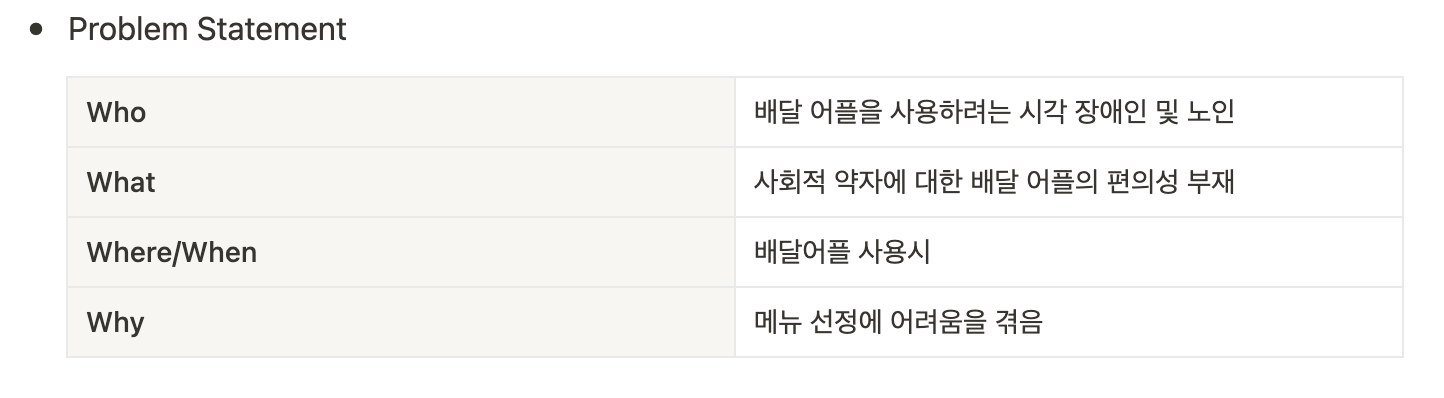 Problem Statement
Who 배달 어플을 사용하려는 시각 장애인 및 노인
What 사회적 약자에 대한 배달 어플의 편의성 부재
Where/When 배달어플 사용시
Why 메뉴 선정에 어려움을 겪음